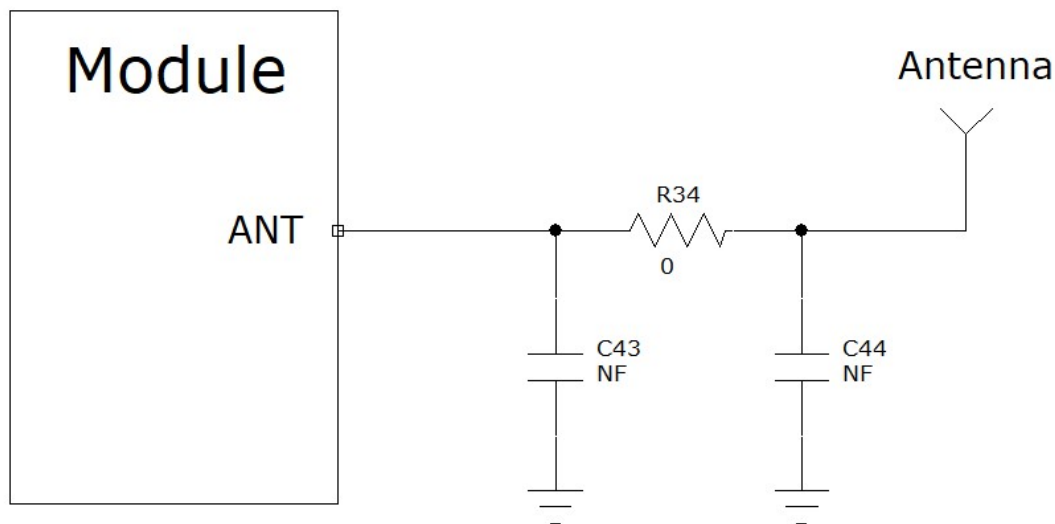 Module
Antenna
R34
ANT
0
C43
NF
C44
NF